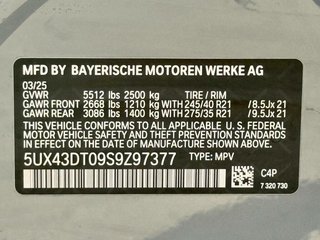 MFD BY BAYERISCHE MOTOREN WERKE AG
03/25
GVWR 5512 lbs 2500 kg TIRE / RIM
GAWR FRONT 2668 lbs 1210 kg 245/40 R21 /8.5Jx 21
GAWR REAR 3086 lbs 1400 kg 275/35 R21 /9.5Jx 21
THIS VEHICLE CONFORMS TO ALL APPLICABLE U.S. FEDERAL
MOTOR VEHICLE SAFETY AND THEFT PREVENTION STANDARDS
IN EFFECT ON THE DATE OF MANUFACTURE SHOWN ABOVE.
5UX43DT09S9Z97377 TYPE: MPV
C4P
7 320 730